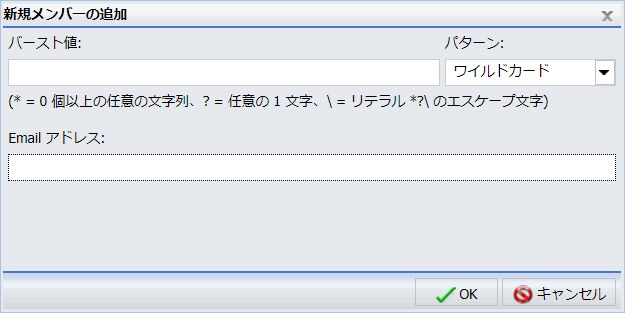 新規メンバーの追加 x
バースト値: パターン:
ワイルドカード
(* = 0 個以上の任意の文字列、? = 任意の 1 文字、\ = リテラル *?\ のエスケープ文字)
Email アドレス:
OK キャンセル